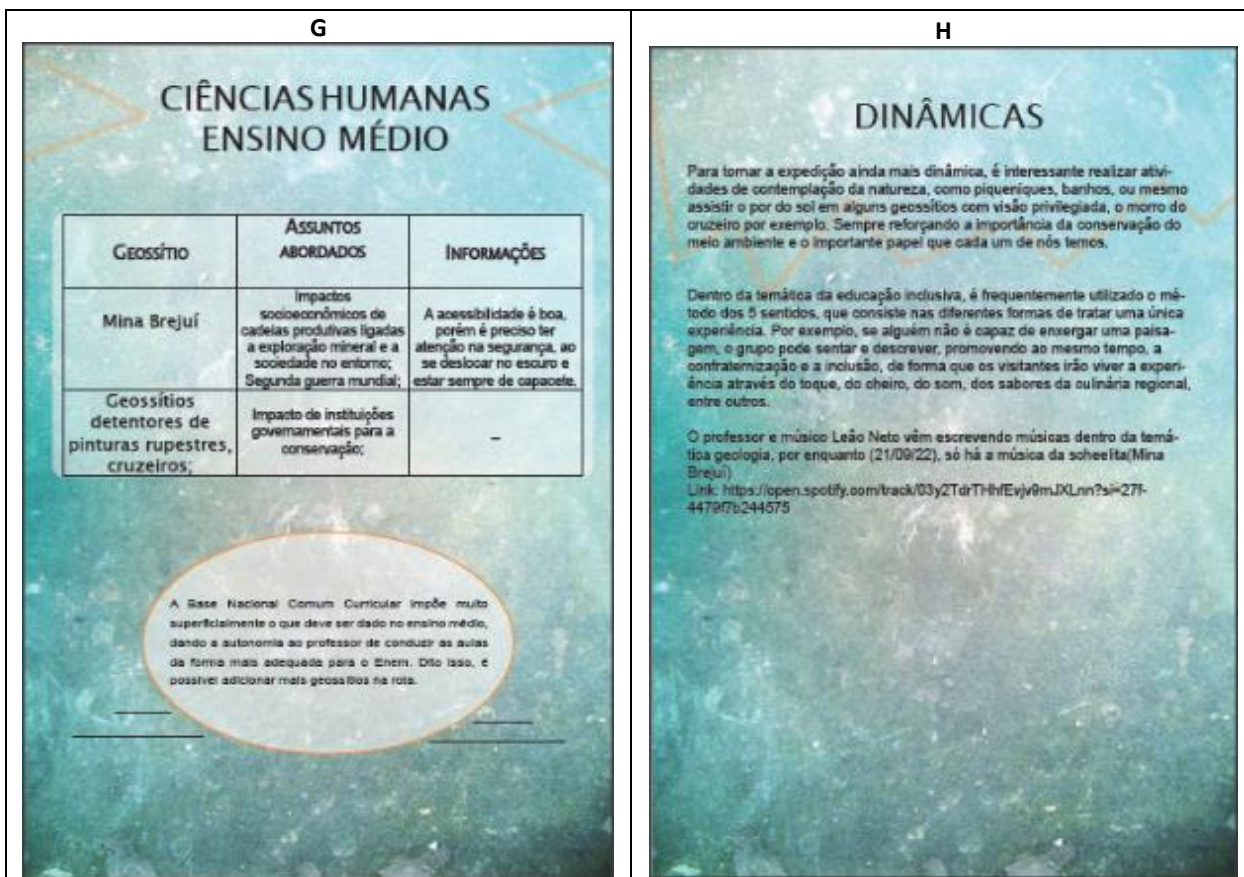 G
CIÊNCIAS HUMANAS
ENSINO MÉDIO
GEOSSÍTIO
ASSUNTOS
ABORDADOS
INFORMAÇÕES
Mina Brejuí
Impactos
socioeconômicos de
cadeias produtivas ligadas
a exploração mineral e a
sociedade no entorno;
Segunda guerra mundial;
A acessibilidade é boa,
porém é preciso ter
atenção na segurança, ao
se deslocar no escuro e
estar sempre de capacete.
Geossítios
detentores de
pinturas rupestres,
cruzeiros;
Impacto de instituições
governamentais para a
conservação;
–
A Base Nacional Comum Curricular impõe muito
superficialmente o que deve ser dado no ensino médio,
dando a autonomia ao professor de conduzir as aulas
da forma mais adequada para o Enem. Dito isso, é
possível adicionar mais geossítios na rota.
H
DINÂMICAS
Para tornar a expedição ainda mais dinâmica, é interessante realizar ativi-
dades de contemplação da natureza, como piqueniques, banhos, ou mesmo
assistir o por do sol em alguns geossítios com visão privilegiada, o morro do
cruzeiro por exemplo. Sempre reforçando a importância da conservação do
meio ambiente e o importante papel que cada um de nós temos.
Dentro da temática da educação inclusiva, é frequentemente utilizado o mé-
todo dos 5 sentidos, que consiste nas diferentes formas de tratar uma única
experiência. Por exemplo, se alguém não é capaz de enxergar uma paisa-
gem, o grupo pode sentar e descrever, promovendo ao mesmo tempo, a
confraternização e a inclusão, de forma que os visitantes irão viver a experi-
ência através do toque, do cheiro, do som, dos sabores da culinária regional,
entre outros.
O professor e músico Leão Neto vêm escrevendo músicas dentro da temá-
tica geologia, por enquanto (21/09/22), só há a música da scheelita(Mina
Brejuí)
Link: